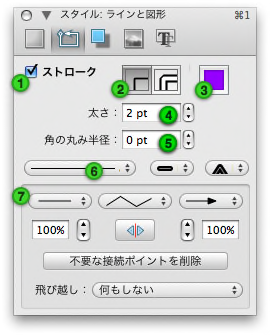 スタイル: ラインと図形 ⌘1
1 ストローク 2 3
太さ: 2 pt 4
角の丸み半径: 0 pt 5
6
7
100% 100%
不要な接続ポイントを削除
飛び越し: 何もしない